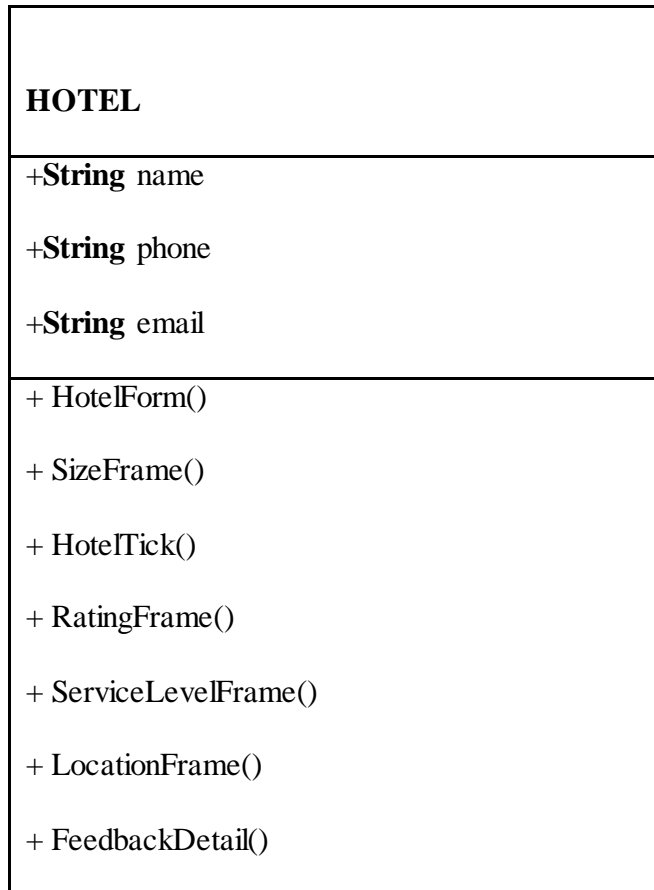 HOTEL
+String name
+String phone
+String email
+ HotelForm()
+ SizeFrame()
+ HotelTick()
+ RatingFrame()
+ ServiceLevelFrame()
+ LocationFrame()
+ FeedbackDetail()